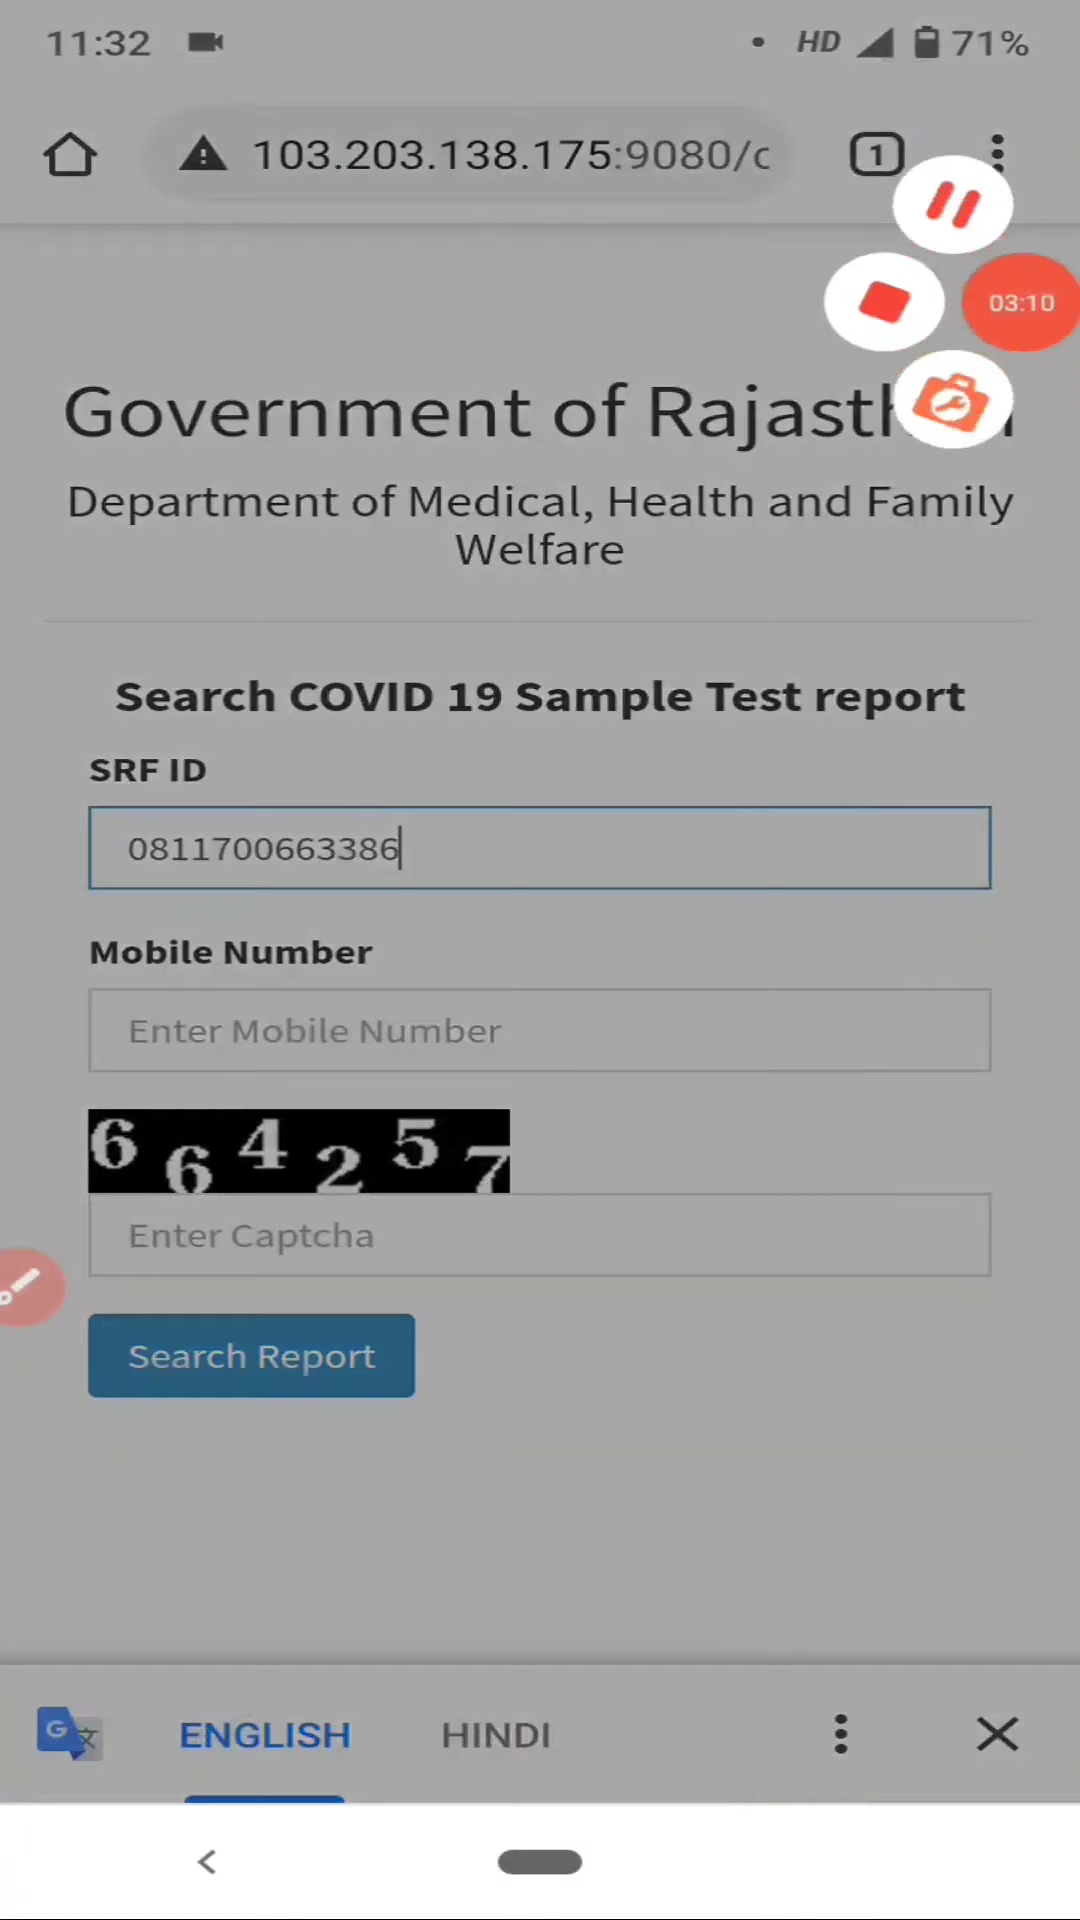 11:32
HD 71%
103.203.138.175:9080/c
1
03:10
Government of
Department of Medical, Health and Family
Welfare
Search COVID 19 Sample Test report
SRF ID
0811700663386
Mobile Number
Enter Mobile Number
664257
Enter Captcha
Search Report
ENGLISH HINDI